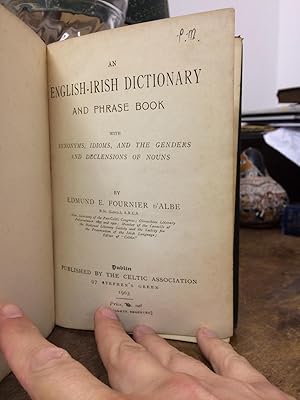 P.M.
AN
ENGLISH-IRISH DICTIONARY
AND PHRASE BOOK
WITH
SYNONYMS, IDIOMS, AND THE GENDERS
AND DECLENSIONS OF NOUNS
BY
EDMUND E. FOURNIER D'ALBE
Dublin
PUBLISHED BY THE CELTIC ASSOCIATION
97 STEPHEN'S GREEN
1903
Price,